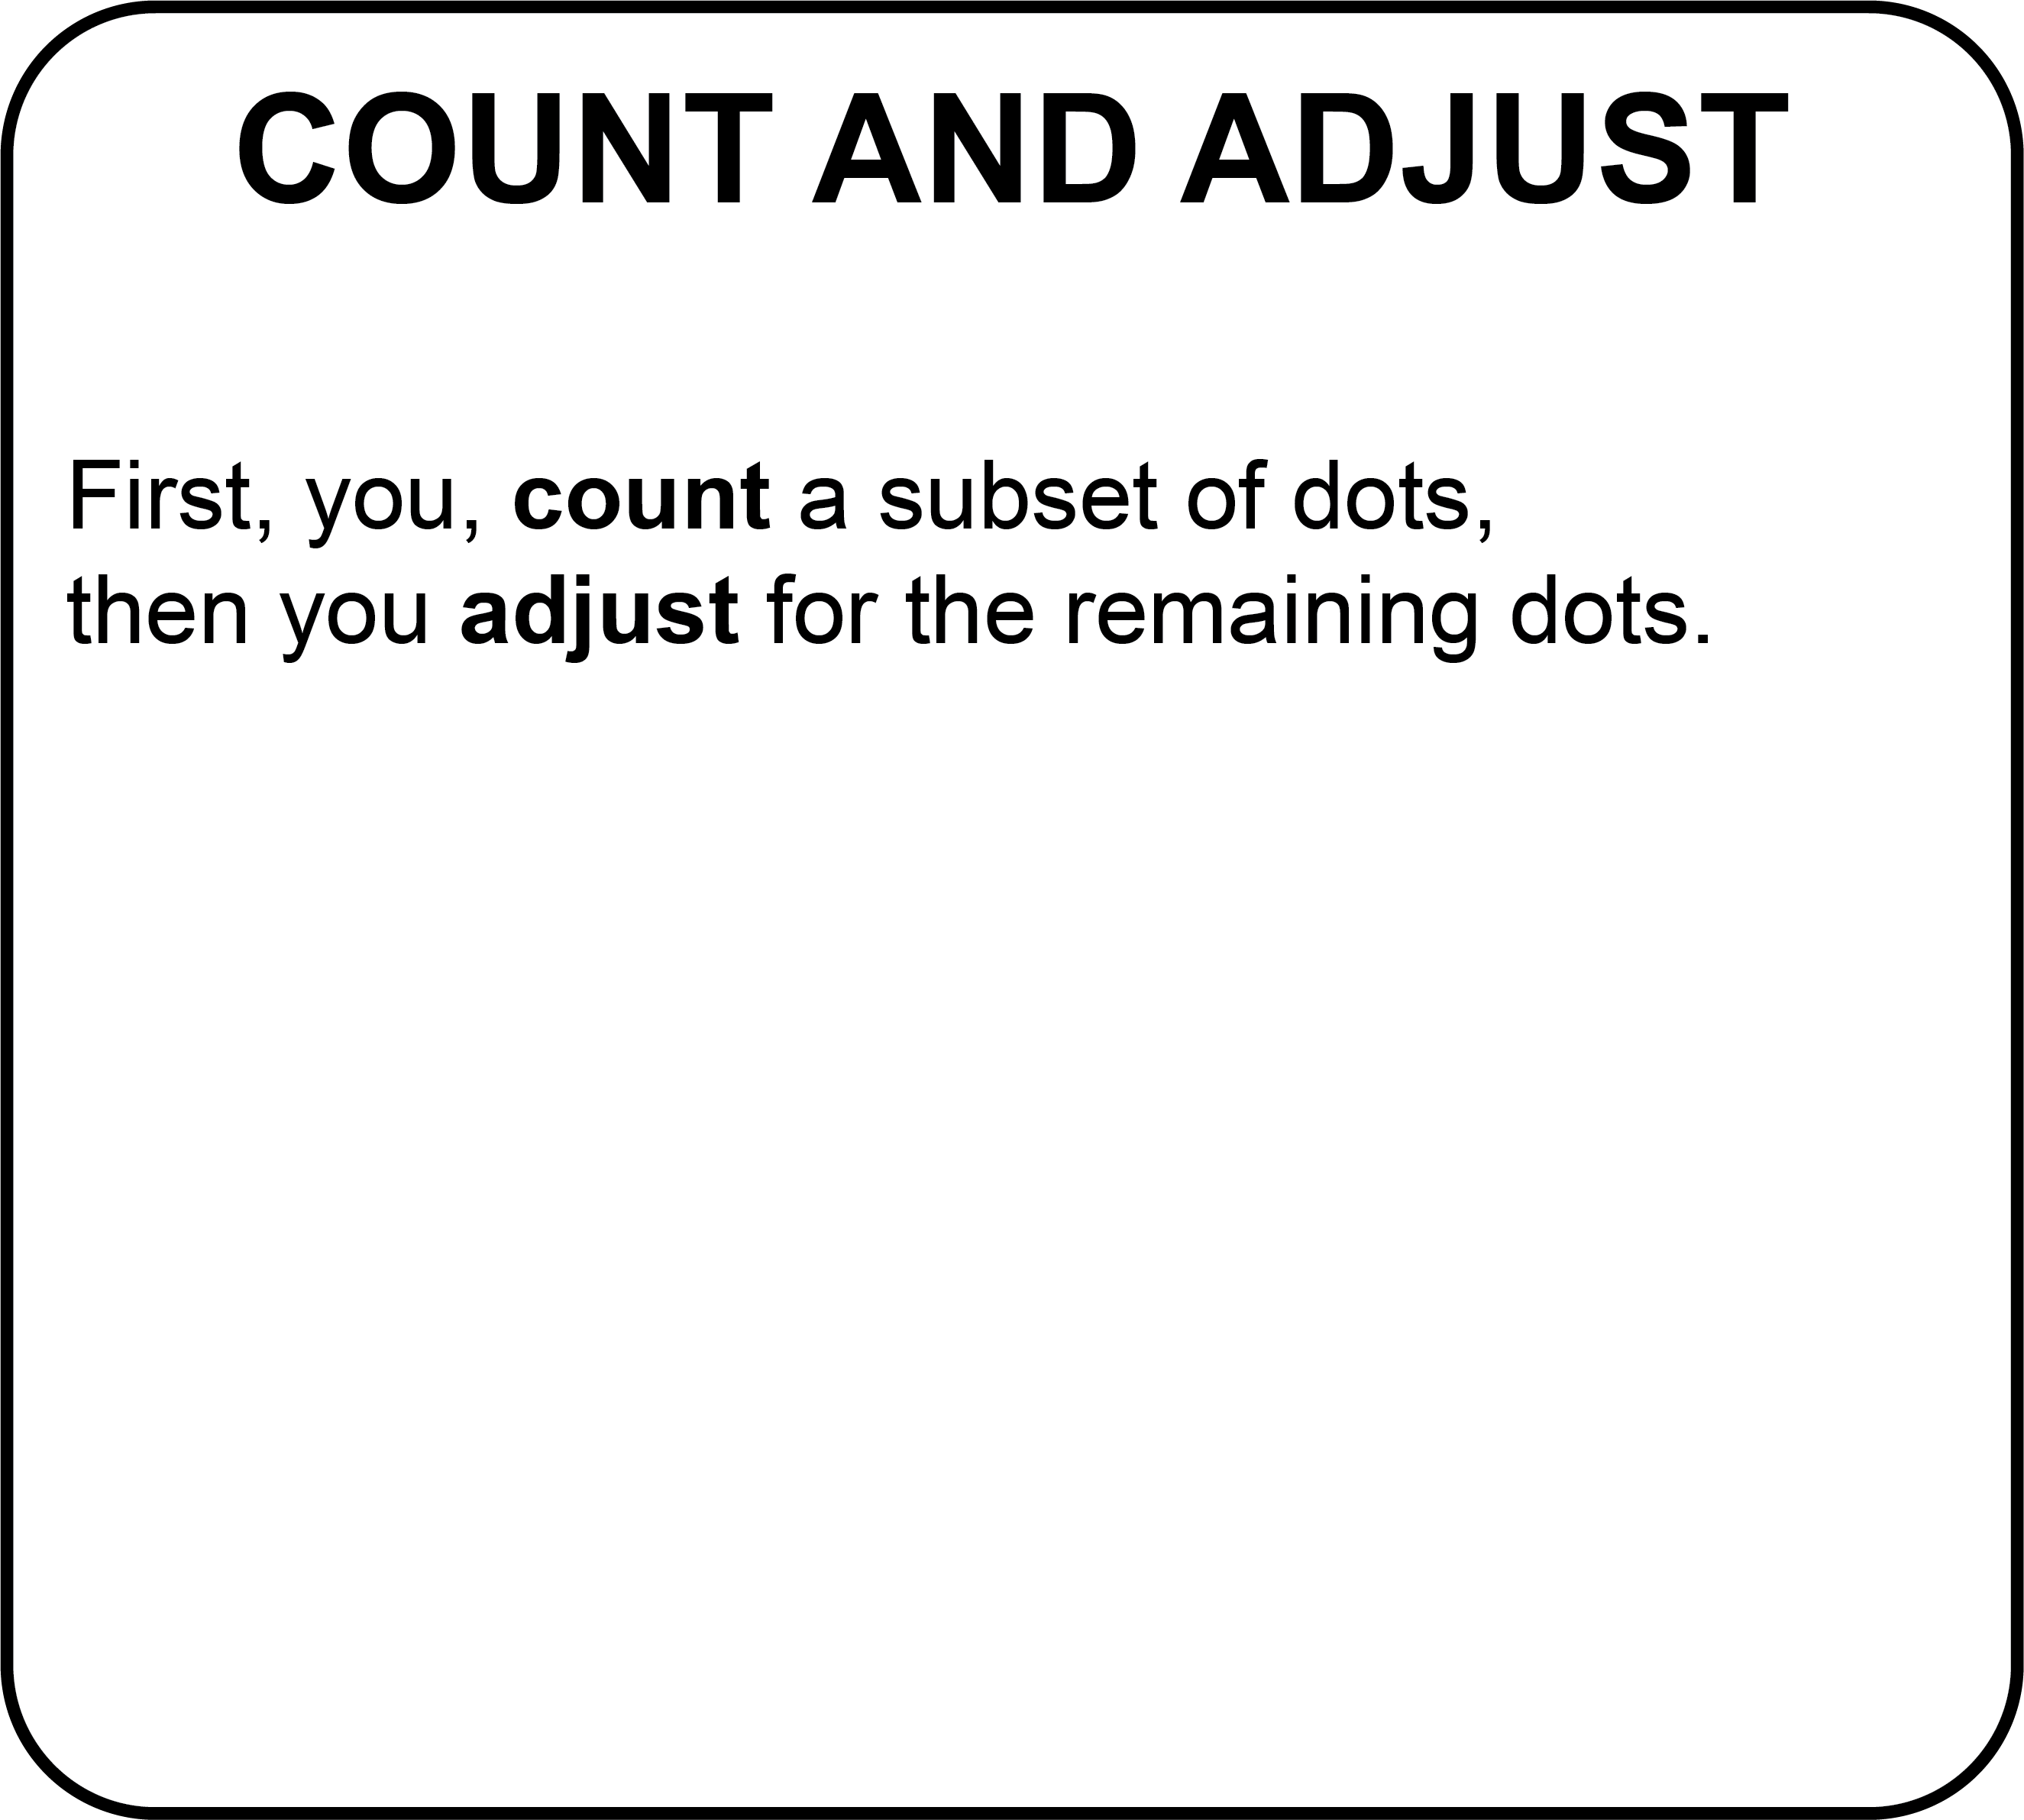 COUNT AND ADJUST
First, you, count a subset of dots,
then you adjust for the remaining dots.